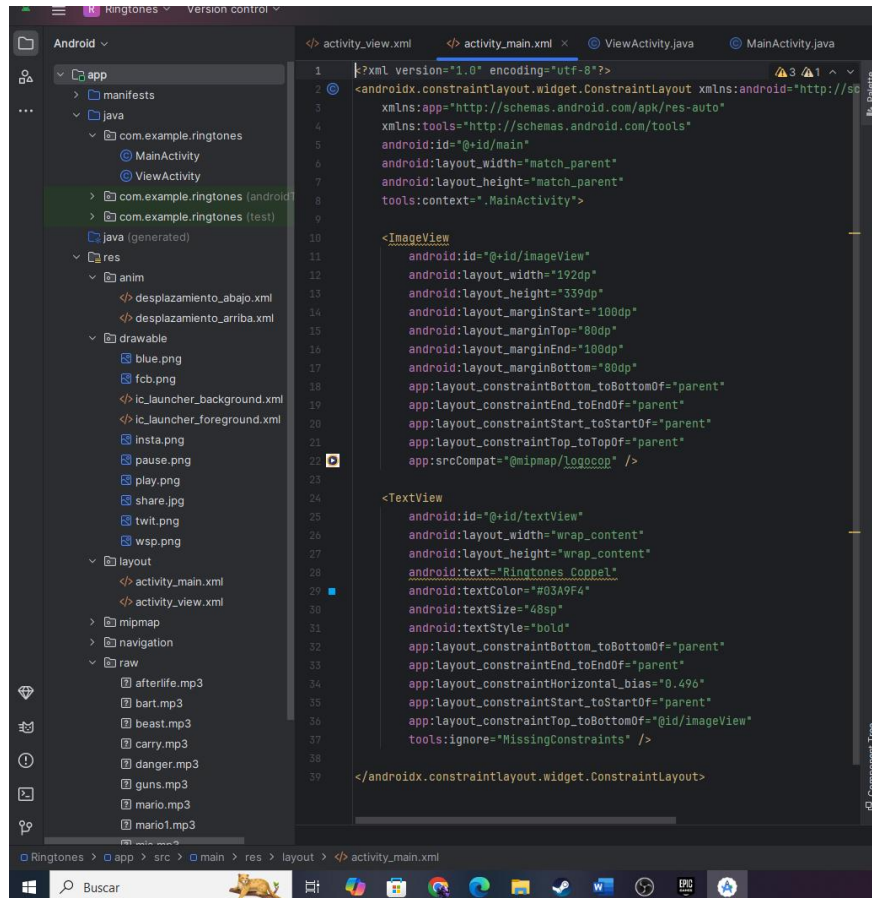 Ringtones
Version control
Android
app
manifests
java
com.example.ringtones
MainActivity
ViewActivity
com.example.ringtones (androidT
com.example.ringtones (test)
java (generated)
res
anim
desplazamiento_abajo.xml
desplazamiento_arriba.xml
drawable
blue.png
fcb.png
ic_launcher_background.xml
ic_launcher_foreground.xml
insta.png
pause.png
play.png
share.jpg
twit.png
wsp.png
layout
activity_main.xml
activity_view.xml
mipmap
navigation
raw
afterlife.mp3
bart.mp3
beast.mp3
carry.mp3
danger.mp3
guns.mp3
mario.mp3
mario1.mp3
activity_view.xml
activity_main.xml
ViewActivity.java
MainActivity.java
3 1
1 <?xml version="1.0" encoding="utf-8"?>
2 <androidx.constraintlayout.widget.ConstraintLayout xmlns:android="http://sc
3 xmlns:app="http://schemas.android.com/apk/res-auto"
4 xmlns:tools="http://schemas.android.com/tools"
5 android:id="@+id/main"
6 android:layout_width="match_parent"
7 android:layout_height="match_parent"
8 tools:context=".MainActivity">
9
10 <ImageView
11 android:id="@+id/imageView"
12 android:layout_width="192dp"
13 android:layout_height="339dp"
14 android:layout_marginStart="100dp"
15 android:layout_marginTop="80dp"
16 android:layout_marginEnd="100dp"
17 android:layout_marginBottom="80dp"
18 app:layout_constraintBottom_toBottomOf="parent"
19 app:layout_constraintEnd_toEndOf="parent"
20 app:layout_constraintStart_toStartOf="parent"
21 app:layout_constraintTop_toTopOf="parent"
22 app:srcCompat="@mipmap/logocop" />
23
24 <TextView
25 android:id="@+id/textView"
26 android:layout_width="wrap_content"
27 android:layout_height="wrap_content"
28 android:text="Ringtones Coppel"
29 android:textColor="#03A9F4"
30 android:textSize="48sp"
31 android:textStyle="bold"
32 app:layout_constraintBottom_toBottomOf="parent"
33 app:layout_constraintEnd_toEndOf="parent"
34 app:layout_constraintHorizontal_bias="0.496"
35 app:layout_constraintStart_toStartOf="parent"
36 app:layout_constraintTop_toBottomOf="@id/imageView"
37 tools:ignore="MissingConstraints" />
38
39 </androidx.constraintlayout.widget.ConstraintLayout>
Palette
Component Tree
Ringtones > app > src > main > res > layout > activity_main.xml
Buscar
EPIC
GAMES